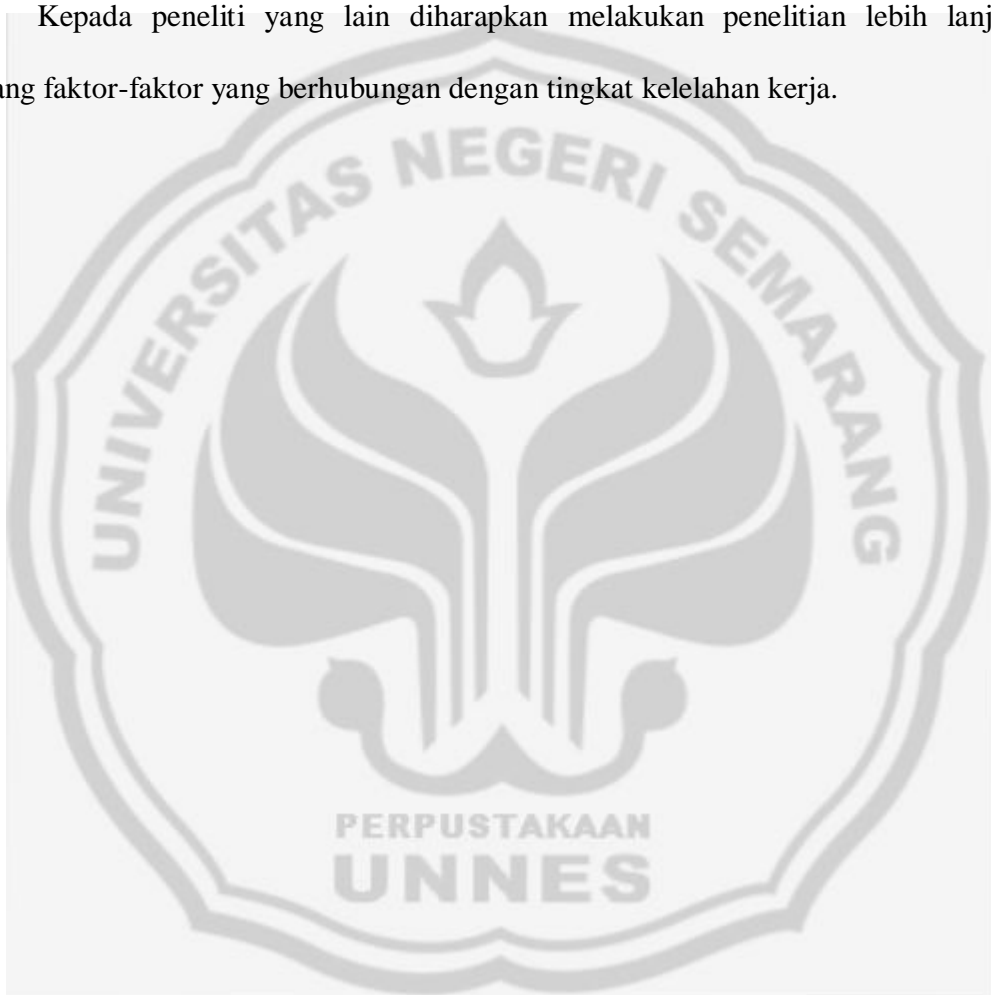 Kepada peneliti yang lain diharapkan melakukan penelitian lebih lanj
ang faktor-faktor yang berhubungan dengan tingkat kelelahan kerja.
UNIVERSITAS NEGERI SEMARANG
PERPUSTAKAAN
UNNES